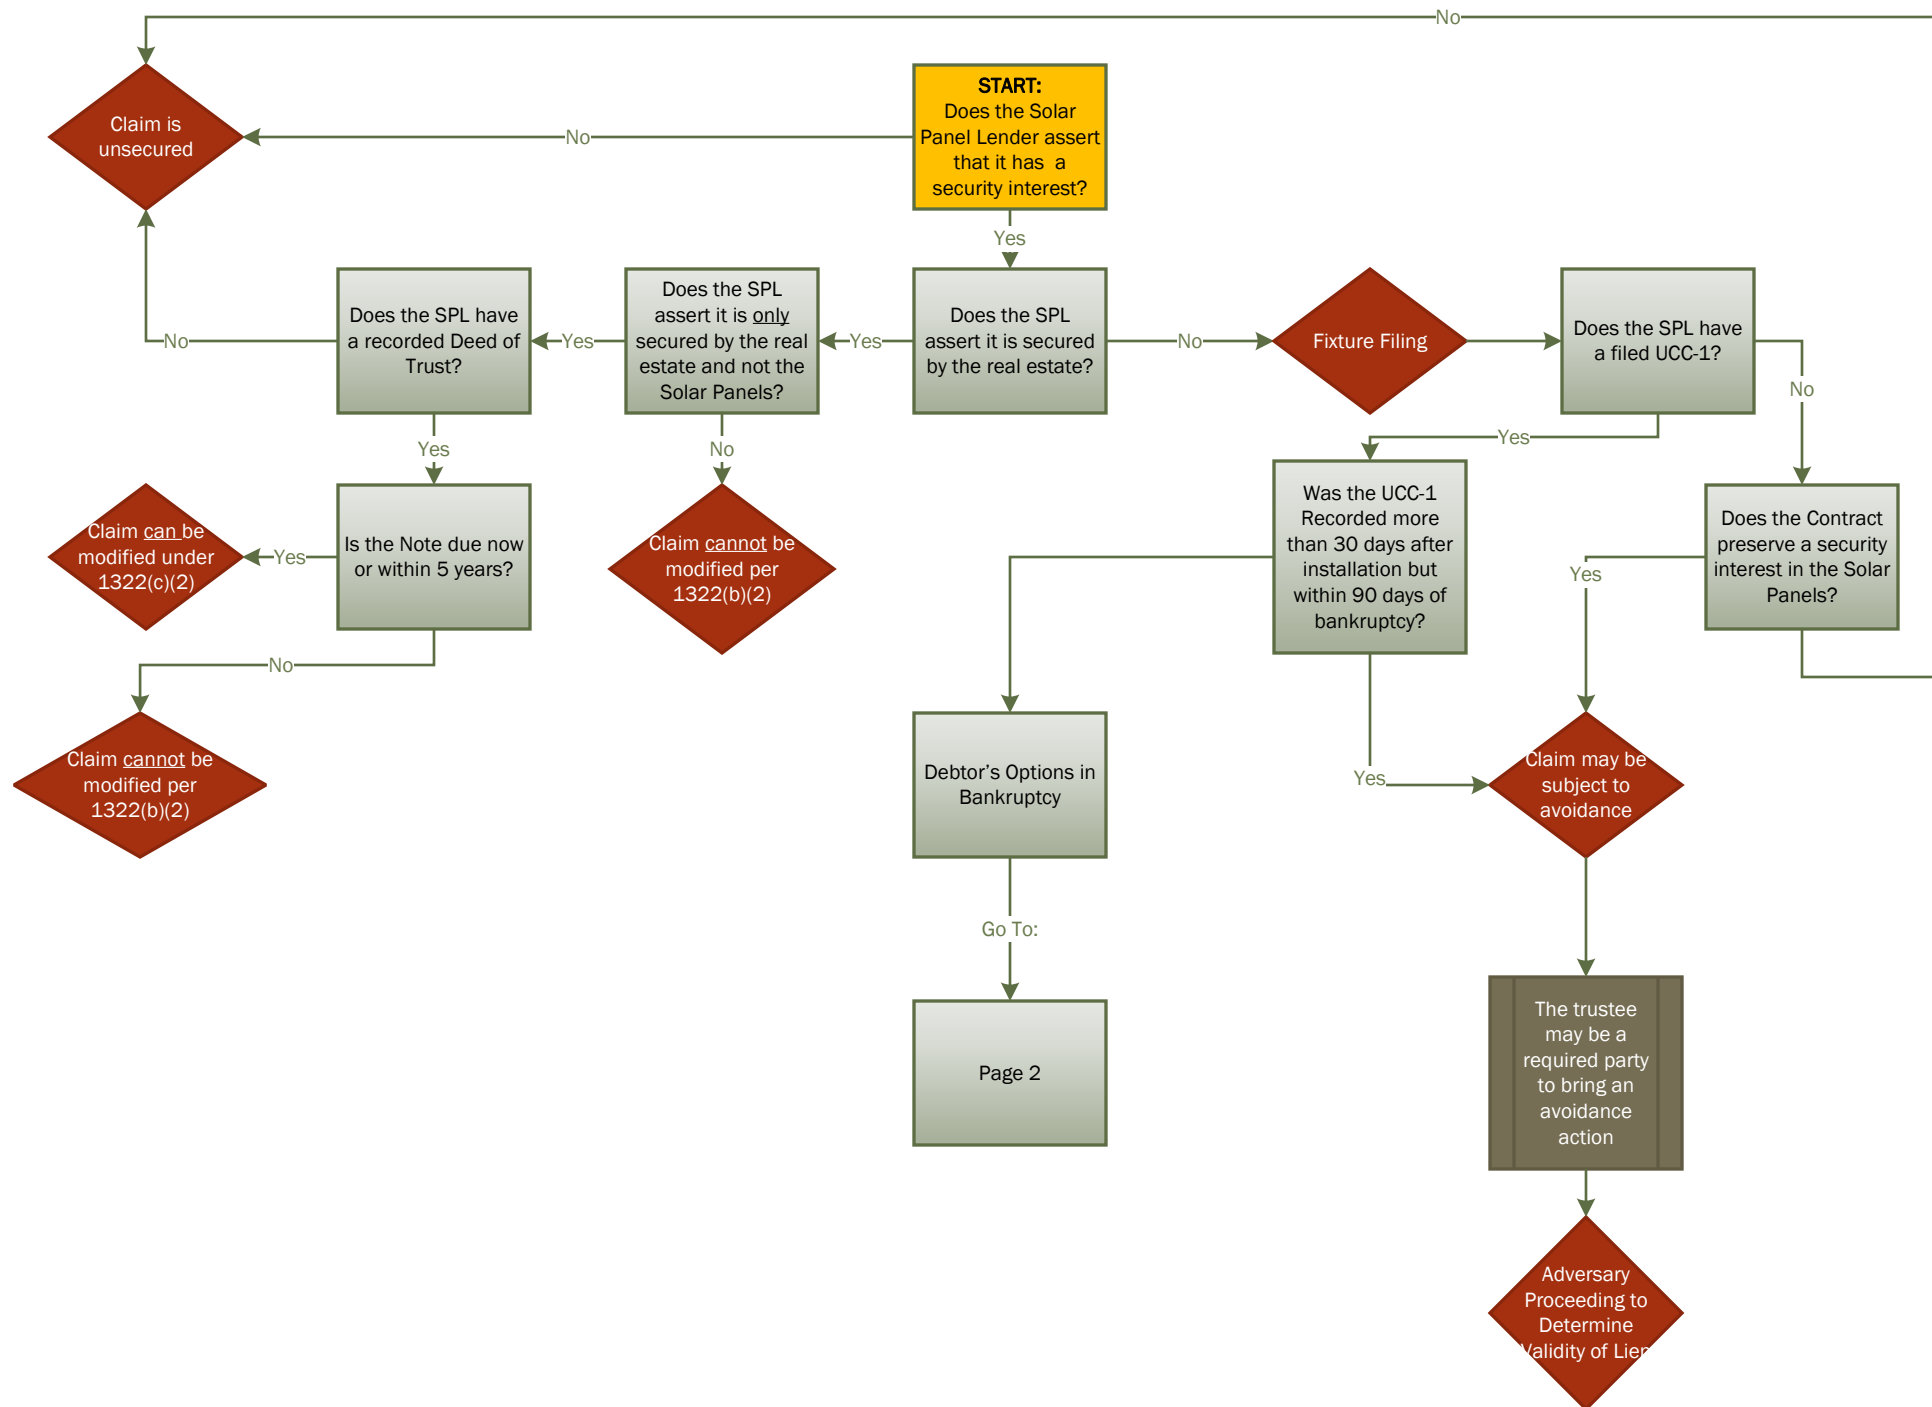 No
START:
Does the Solar
Panel Lender assert
that it has a
security interest?
Claim is
unsecured
No
Yes
Does the SPL have
a recorded Deed of
Trust?
Does the SPL
assert it is only
secured by the real
estate and not the
Solar Panels?
Does the SPL
assert it is secured
by the real estate?
Fixture Filing
Does the SPL have
a filed UCC-1?
No
Yes
Yes
No
No
Yes
No
Yes
Claim can be
modified under
1322(c)(2)
Yes
Is the Note due now
or within 5 years?
Claim cannot be
modified per
1322(b)(2)
Was the UCC-1
Recorded more
than 30 days after
installation but
within 90 days of
bankruptcy?
Does the Contract
preserve a security
interest in the Solar
Panels?
Yes
No
Claim cannot be
modified per
1322(b)(2)
Debtor's Options in
Bankruptcy
Yes
Claim may be
subject to
avoidance
Go To:
Page 2
The trustee
may be a
required party
to bring an
avoidance
action
Adversary
Proceeding to
Determine
Validity of Lien